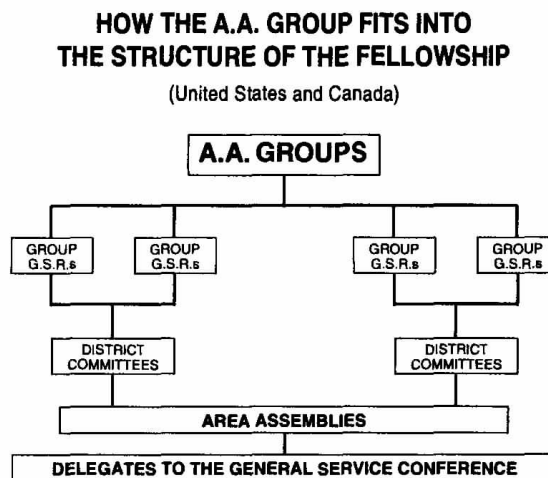 HOW THE A.A. GROUP FITS INTO
THE STRUCTURE OF THE FELLOWSHIP
(United States and Canada)
A.A. GROUPS
GROUP
G.S.R.s
GROUP
G.S.R.s
GROUP
G.S.R.s
GROUP
G.S.R.s
DISTRICT
COMMITTEES
DISTRICT
COMMITTEES
AREA ASSEMBLIES
DELEGATES TO THE GENERAL SERVICE CONFERENCE